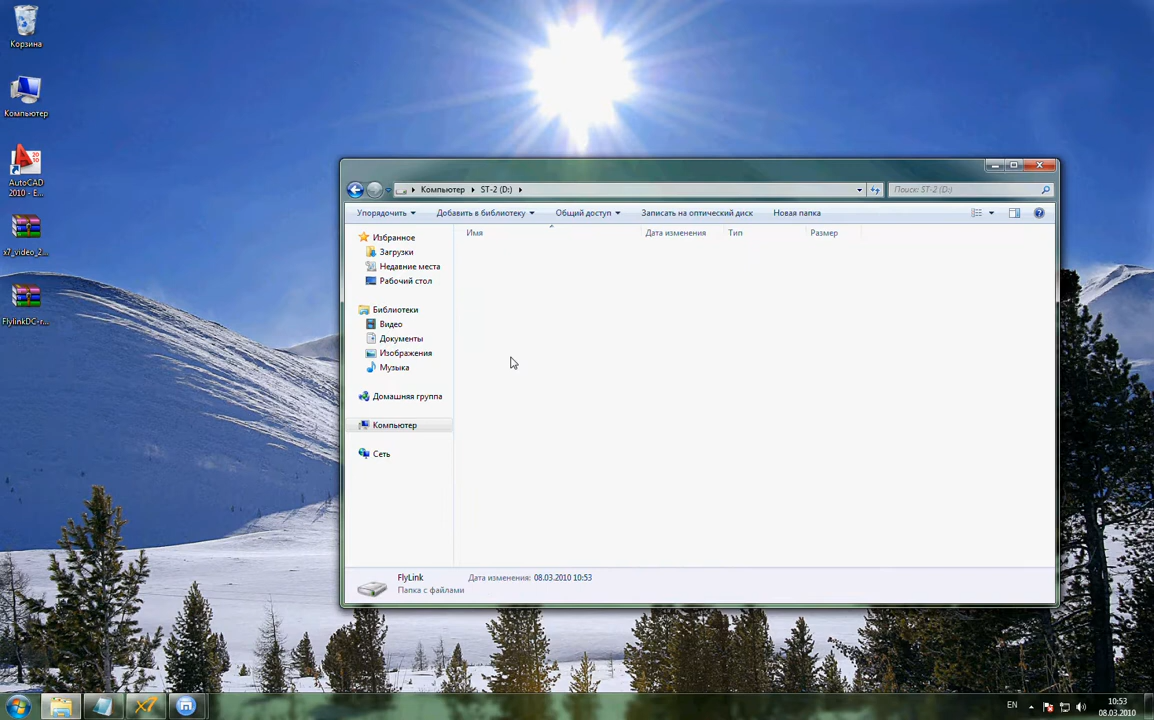 Корзина
Компьютер
AutoCAD
2010 - E...
x7_video_2...
FlylinkDC-r...
Компьютер
ST-2 (D:)
Поиск: ST-2 (D:)
Упорядочить
Добавить в библиотеку
Общий доступ
Записать на оптический диск
Новая папка
Имя
Дата изменения
Тип
Размер
Избранное
Загрузки
Недавние места
Рабочий стол
Библиотеки
Видео
Документы
Изображения
Музыка
Домашняя группа
Компьютер
Сеть
FlyLink
Дата изменения: 08.03.2010 10:53
Папка с файлами
EN
10:53
08.03.2010